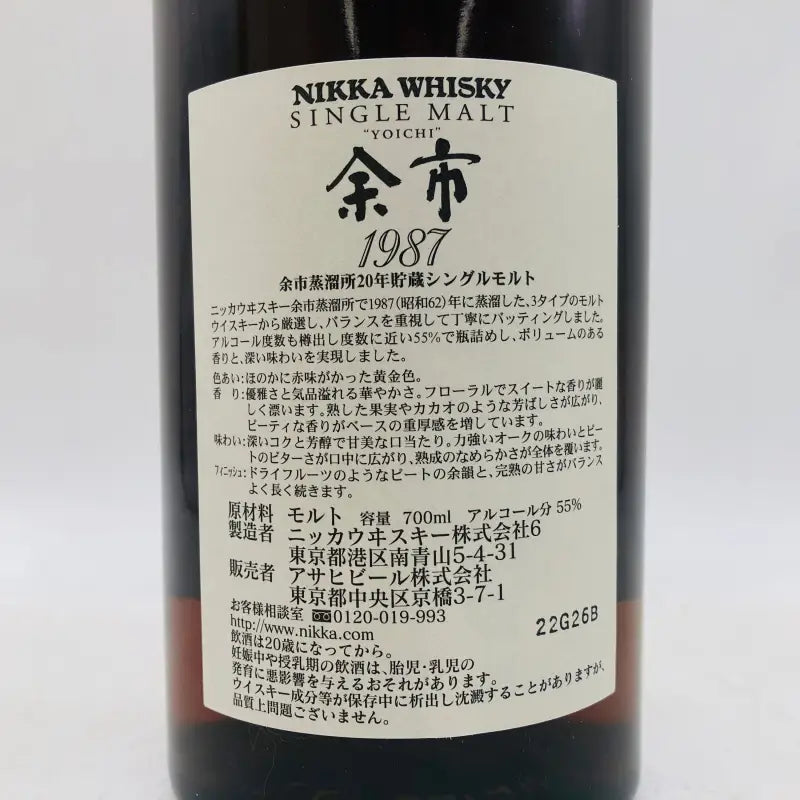 NIKKA WHISKY
SINGLE MALT
"YOICHI"
余市
1987
余市蒸溜所20年貯蔵シングルモルト
ニッカウヰスキー余市蒸溜所で1987(昭和62)年に蒸溜した、3タイプのモルト
ウイスキーから厳選し、バランスを重視して丁寧にバッティングしました。
アルコール度数も樽出し度数に近い55%で瓶詰めし、ボリュームのある
香りと、深い味わいを実現しました。
色あい:ほのかに赤味がかった黄金色。
香り:優雅さと気品溢れる華やかさ。フローラルでスイートな香りが麗
しく漂います。熟した果実やカカオのような芳ばしさが広がり、
ピーティな香りがベースの重厚感を増しています。
味わい:深いコクと芳醇で甘美な口当たり。力強いオークの味わいとピー
トのビターさが口中に広がり、熟成のなめらかさが全体を覆います。
フィニッシュ:ドライフルーツのようなピートの余韻と、完熟の甘さがバランス
よく長く続きます。
原材料 モルト 容量 700ml アルコール分 55%
製造者 ニッカウヰスキー株式会社6
東京都港区南青山5-4-31
販売者 アサヒビール株式会社
東京都中央区京橋3-7-1
お客様相談室 0120-019-993
http://www.nikka.com
22G26B
飲酒は20歳になってから。
妊娠中や授乳期の飲酒は、胎児・乳児の
発育に悪影響を与えるおそれがあります。
ウイスキー成分等が保存中に析出し沈澱することがありますが、
品質上問題ございません。